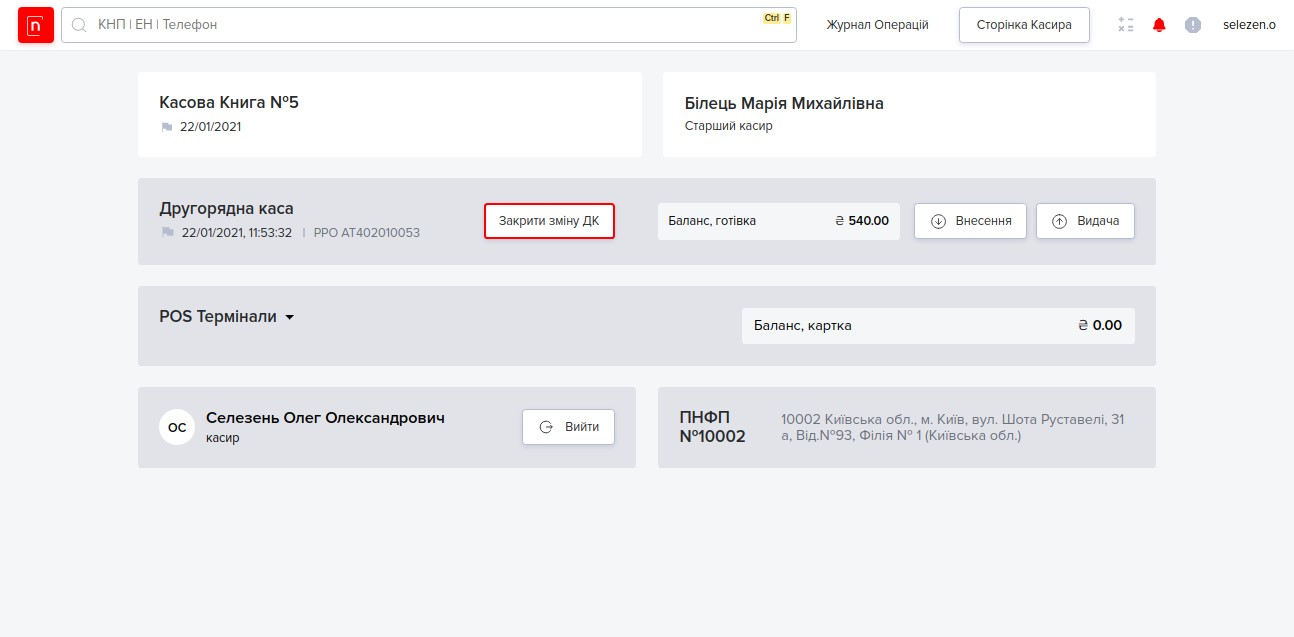 n
КНП | ЕН | Телефон
Ctrl F
Журнал Операцій
Сторінка Касира
selezen.o
Касова Книга №5
22/01/2021
Білець Марія Михайлівна
Старший касир
Другорядна каса
22/01/2021, 11:53:32 | РРО АТ402010053
Закрити зміну ДК
Баланс, готівка
₴ 540.00
Внесення
Видача
POS Термінали
Баланс, картка
₴ 0.00
ОС
Селезень Олег Олександрович
касир
Вийти
ПНФП
№10002
10002 Київська обл., м. Київ, вул. Шота Руставелі, 31
а, Від.№93, Філія № 1 (Київська обл.)